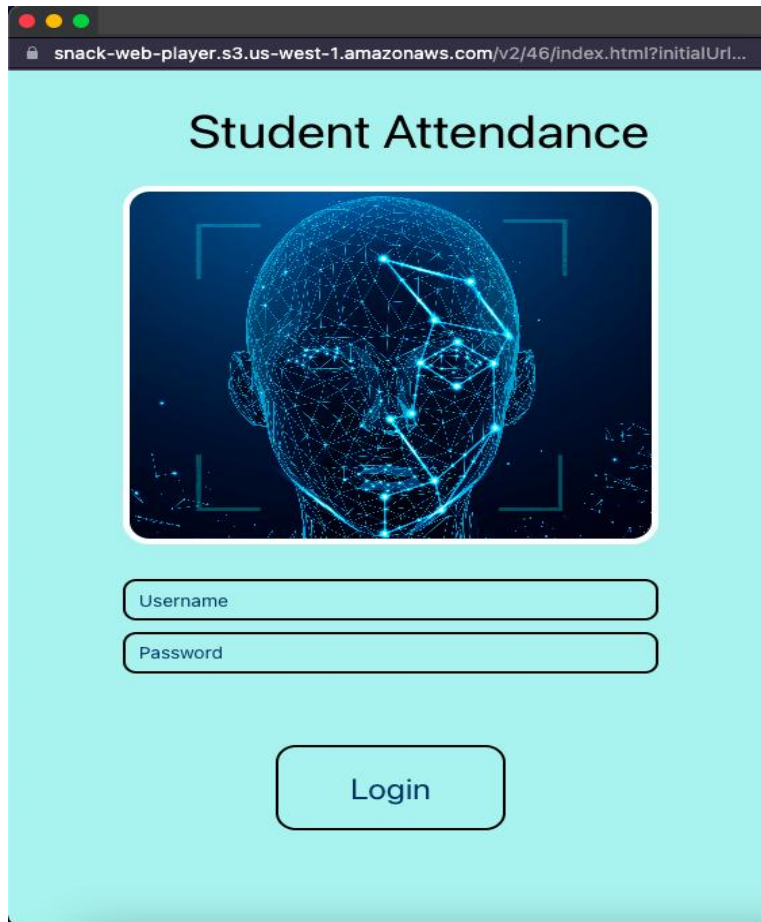 snack-web-player.s3.us-west-1.amazonaws.com/v2/46/index.html?initialUrl...
Student Attendance
Username
Password
Login